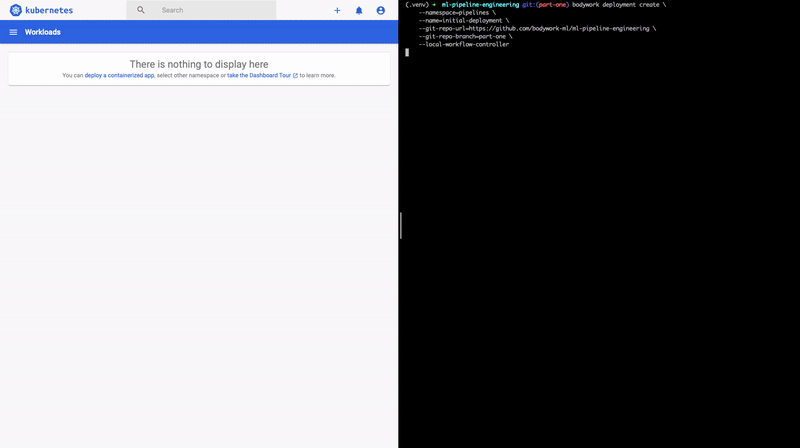 kubernetes
Search
Workloads
There is nothing to display here
You can deploy a containerized app, select other namespace or take the Dashboard Tour to learn more.
(.venv) ➜ ml-pipeline-engineering git:(part-one) bodywork deployment create \
--namespace=pipelines \
--name=initial-deployment \
--git-repo-url=https://github.com/bodywork-ml/ml-pipeline-engineering \
--git-repo-branch=part-one \
--local-workflow-controller